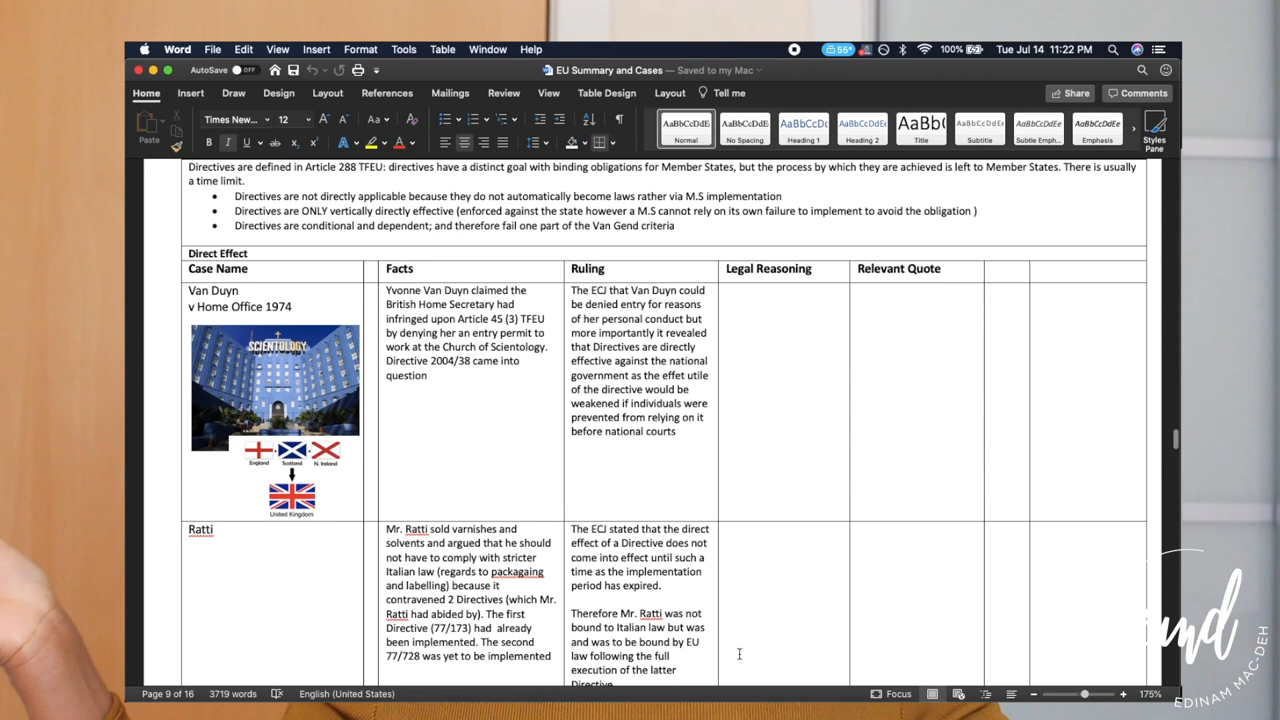 Word File Edit View Insert Format Tools Table Window Help 55° 100% Tue Jul 14 11:22 PM
AutoSave OFF EU Summary and Cases — Saved to my Mac
Home Insert Draw Design Layout References Mailings Review View Table Design Layout Tell me Share Comments
Paste Times New... 12 Aa
B I U ab x₂ x² A A
AaBbCcDdE AaBbCcDdE AaBbCcDc AaBbCcDdE AaBb( AaBbCcDdE AaBbCcDdE AaBbCcDdE
Normal No Spacing Heading 1 Heading 2 Title Subtitle Subtle Emph... Emphasis Styles Pane
Directives are defined in Article 288 TFEU: directives have a distinct goal with binding obligations for Member States, but the process by which they are achieved is left to Member States. There is usually
a time limit.
• Directives are not directly applicable because they do not automatically become laws rather via M.S implementation
• Directives are ONLY vertically directly effective (enforced against the state however a M.S cannot rely on its own failure to implement to avoid the obligation )
• Directives are conditional and dependent; and therefore fail one part of the Van Gend criteria
Direct Effect
Case Name Facts Ruling Legal Reasoning Relevant Quote
Van Duyn
v Home Office 1974
SCIENTOLOGY
England Scotland N. Ireland
United Kingdom
Yvonne Van Duyn claimed the
British Home Secretary had
infringed upon Article 45 (3) TFEU
by denying her an entry permit to
work at the Church of Scientology.
Directive 2004/38 came into
question
The ECJ that Van Duyn could
be denied entry for reasons
of her personal conduct but
more importantly it revealed
that Directives are directly
effective against the national
government as the effet utile
of the directive would be
weakened if individuals were
prevented from relying on it
before national courts
Ratti
Mr. Ratti sold varnishes and
solvents and argued that he should
not have to comply with stricter
Italian law (regards to packagaing
and labelling) because it
contravened 2 Directives (which Mr.
Ratti had abided by). The first
Directive (77/173) had already
been implemented. The second
77/728 was yet to be implemented
The ECJ stated that the direct
effect of a Directive does not
come into effect until such a
time as the implementation
period has expired.
Therefore Mr. Ratti was not
bound to Italian law but was
and was to be bound by EU
law following the full
execution of the latter
Directive
Page 9 of 16 3719 words English (United States) Focus 175%
EDINAM MAC-DEH